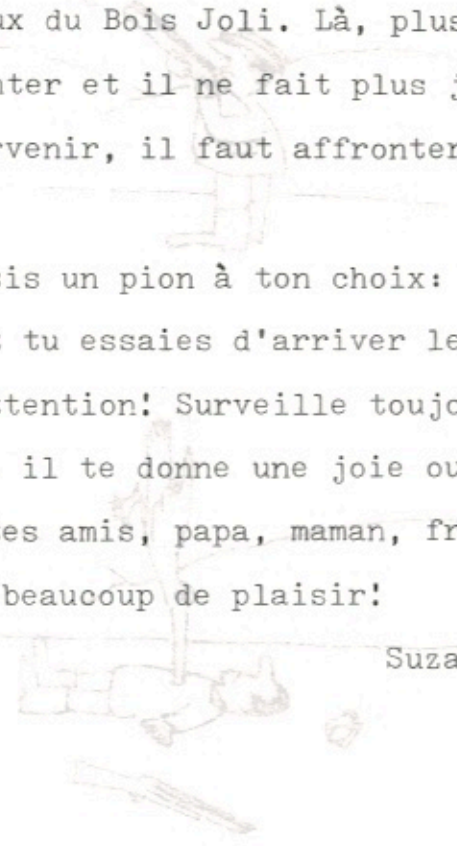 ux du Bois Joli. Là, plus
nter et il ne fait plus j
rvenir, il faut affronter
sis un pion à ton choix:
t tu essaies d'arriver le
ttention! Surveille toujo
il te donne une joie ou
es amis, papa, maman, fr
beaucoup de plaisir!
Suza